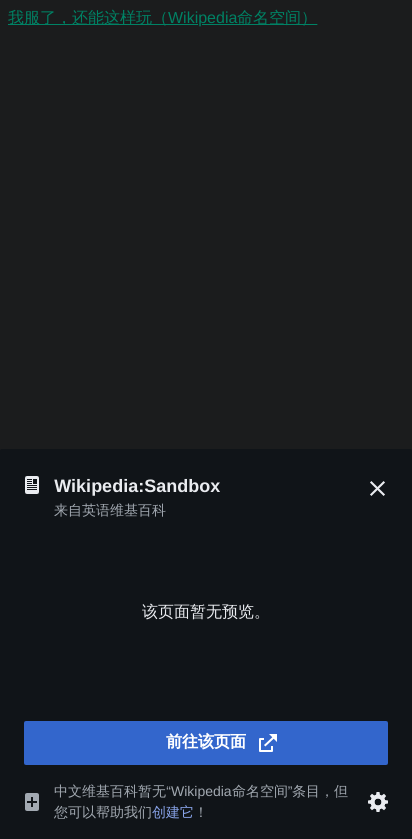 我服了，还能这样玩（Wikipedia命名空间）
Wikipedia:Sandbox
来自英语维基百科
该页面暂无预览。
前往该页面
中文维基百科暂无“Wikipedia命名空间”条目，但
您可以帮助我们创建它！